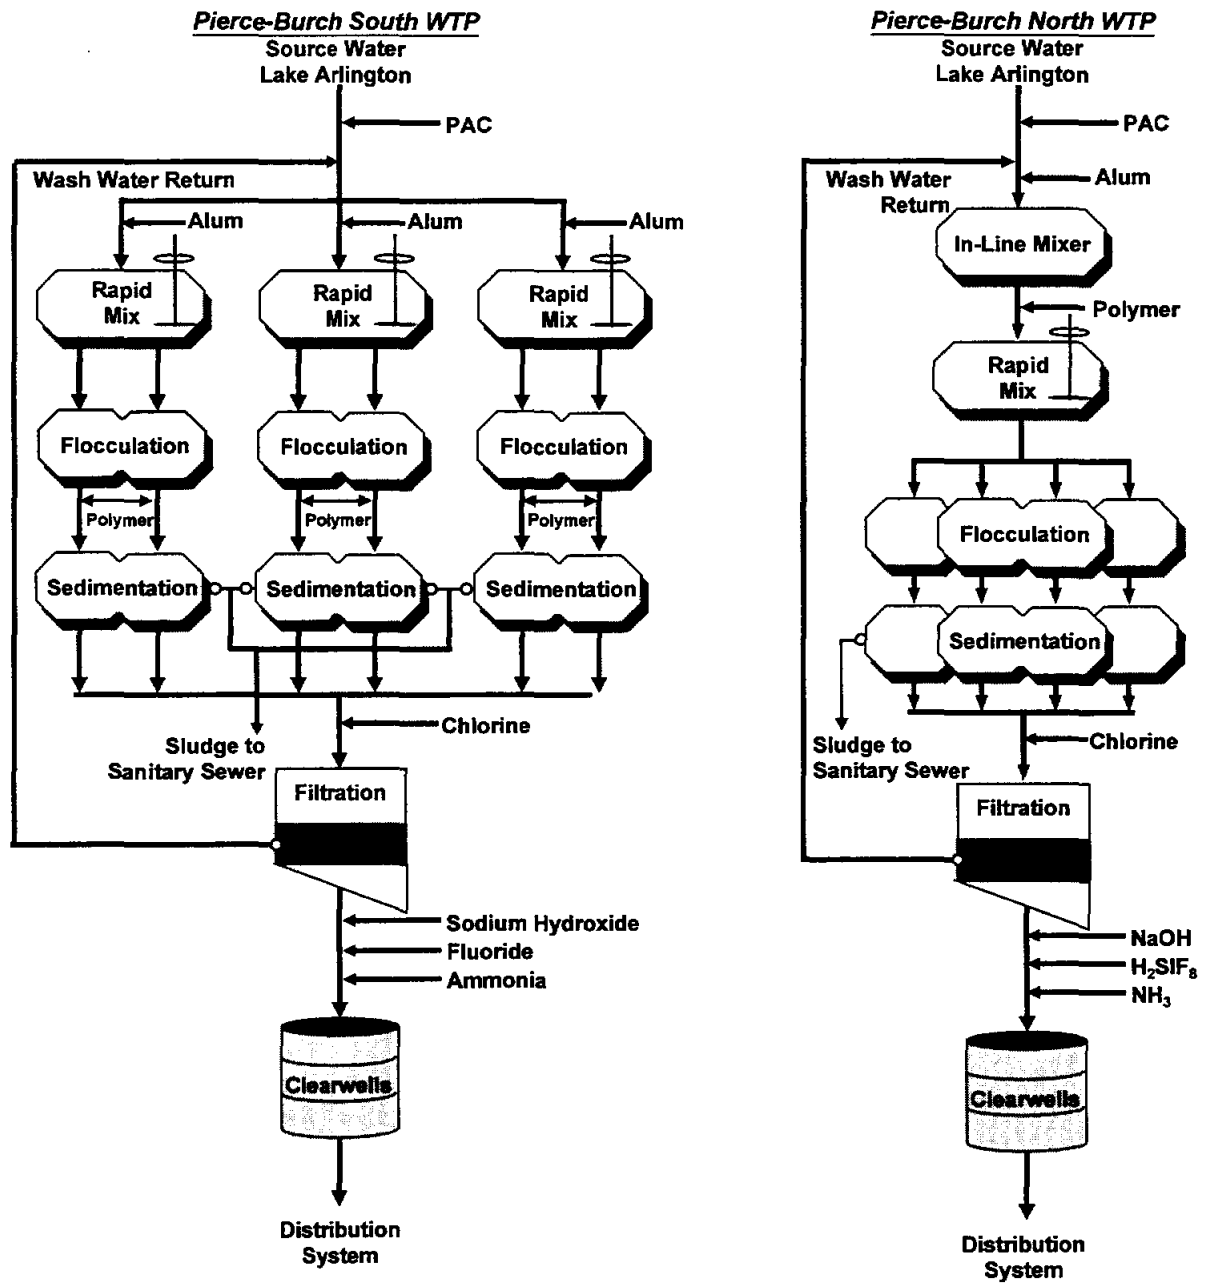 Pierce-Burch South WTP
Source Water
Lake Arlington
PAC
Wash Water Return
Alum
Alum
Alum
Rapid
Mix
Rapid
Mix
Rapid
Mix
Flocculation
Flocculation
Flocculation
Polymer
Polymer
Polymer
Sedimentation
Sedimentation
Sedimentation
Chlorine
Sludge to
Sanitary Sewer
Filtration
Sodium Hydroxide
Fluoride
Ammonia
Clearwells
Distribution
System
Pierce-Burch North WTP
Source Water
Lake Arlington
PAC
Wash Water
Return
Alum
In-Line Mixer
Polymer
Rapid
Mix
Flocculation
Sedimentation
Sludge to
Sanitary Sewer
Chlorine
Filtration
NaOH
H₂SIF₈
NH₃
Clearwells
Distribution
System